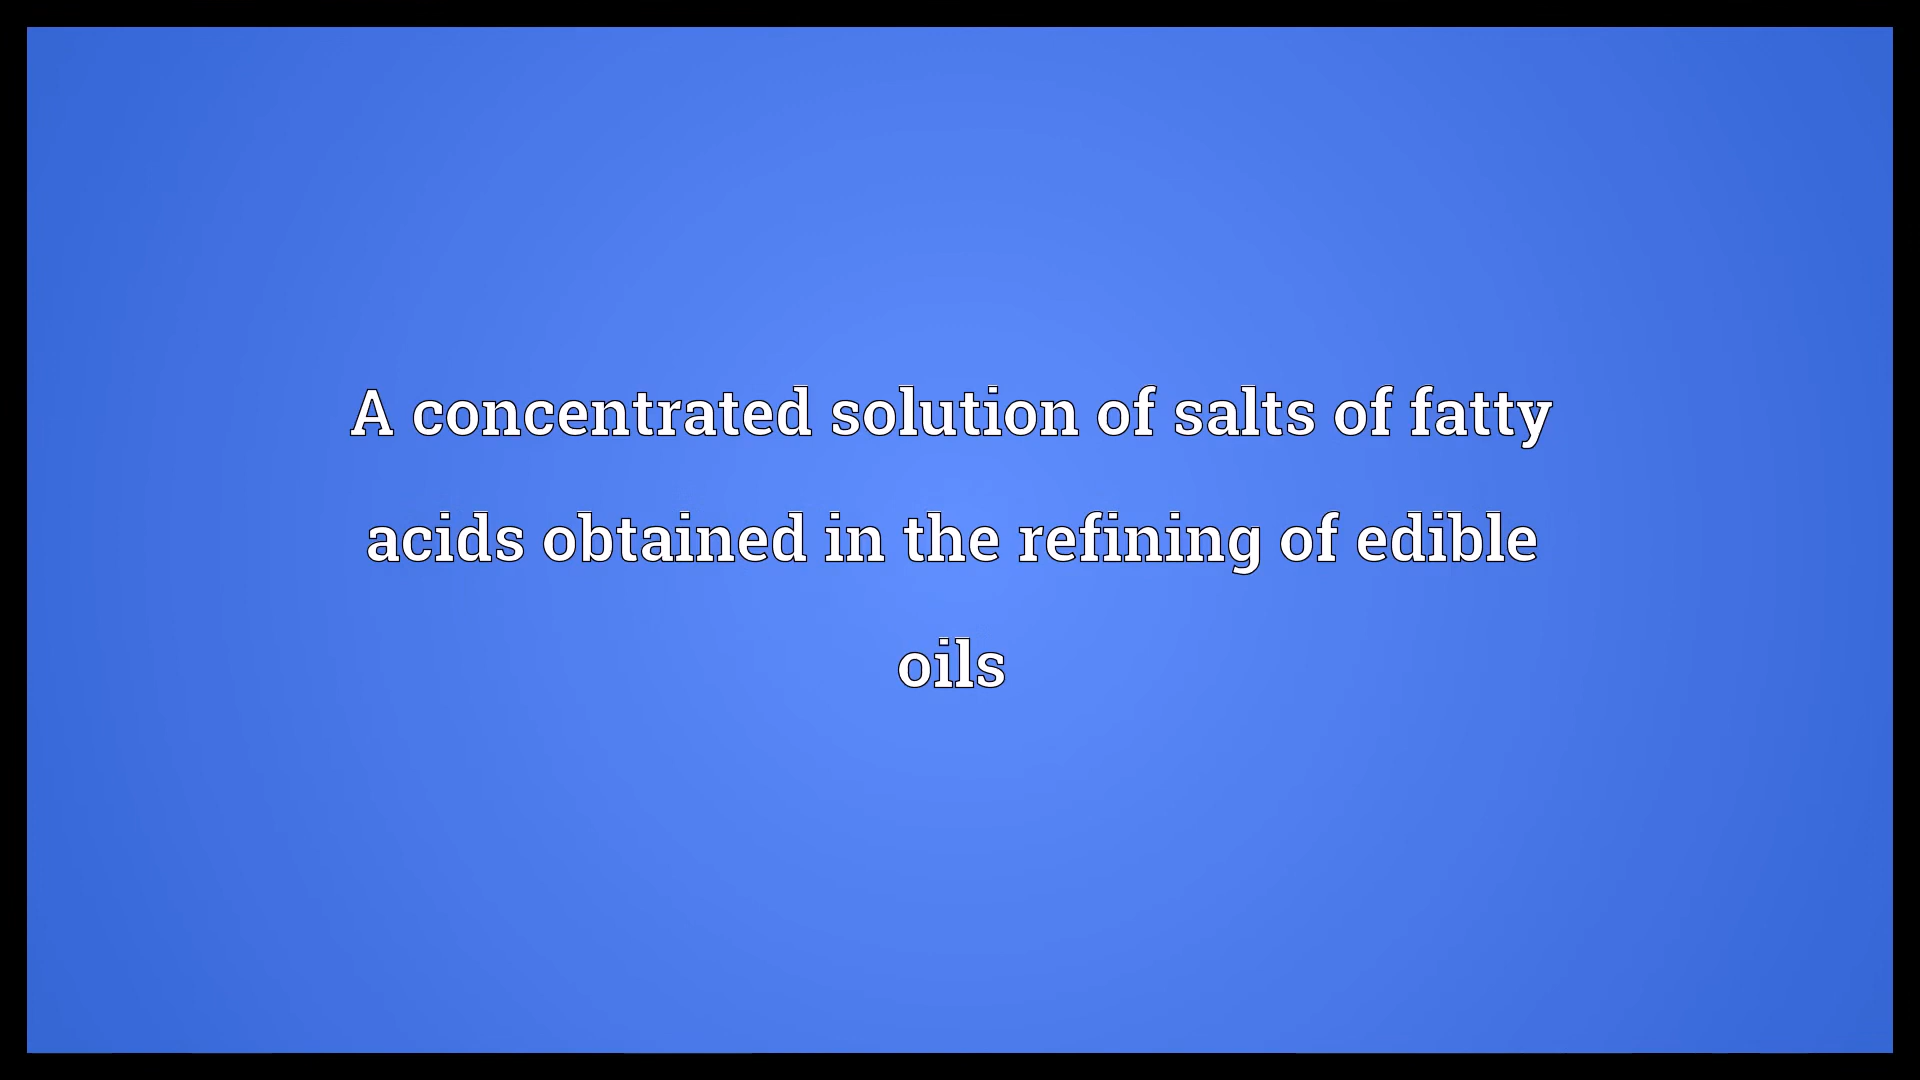 A concentrated solution of salts of fatty
acids obtained in the refining of edible
oils